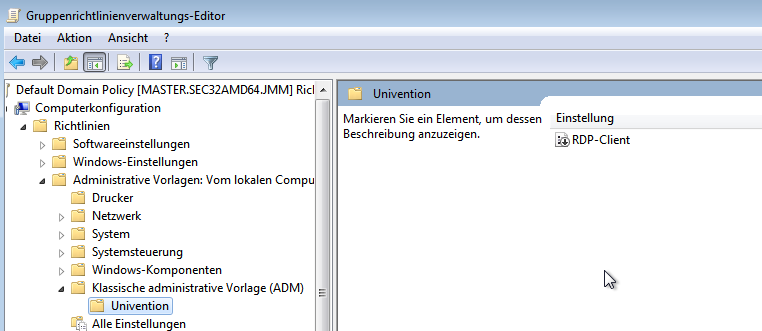 Gruppenrichtlinienverwaltungs-Editor
Datei Aktion Ansicht ?
Default Domain Policy [MASTER.SEC32AMD64.JMM] Ricl
Computerkonfiguration
Richtlinien
Softwareeinstellungen
Windows-Einstellungen
Administrative Vorlagen: Vom lokalen Compu
Drucker
Netzwerk
System
Systemsteuerung
Windows-Komponenten
Klassische administrative Vorlage (ADM)
Univention
Alle Einstellungen
Univention
Markieren Sie ein Element, um dessen
Beschreibung anzuzeigen.
Einstellung
RDP-Client